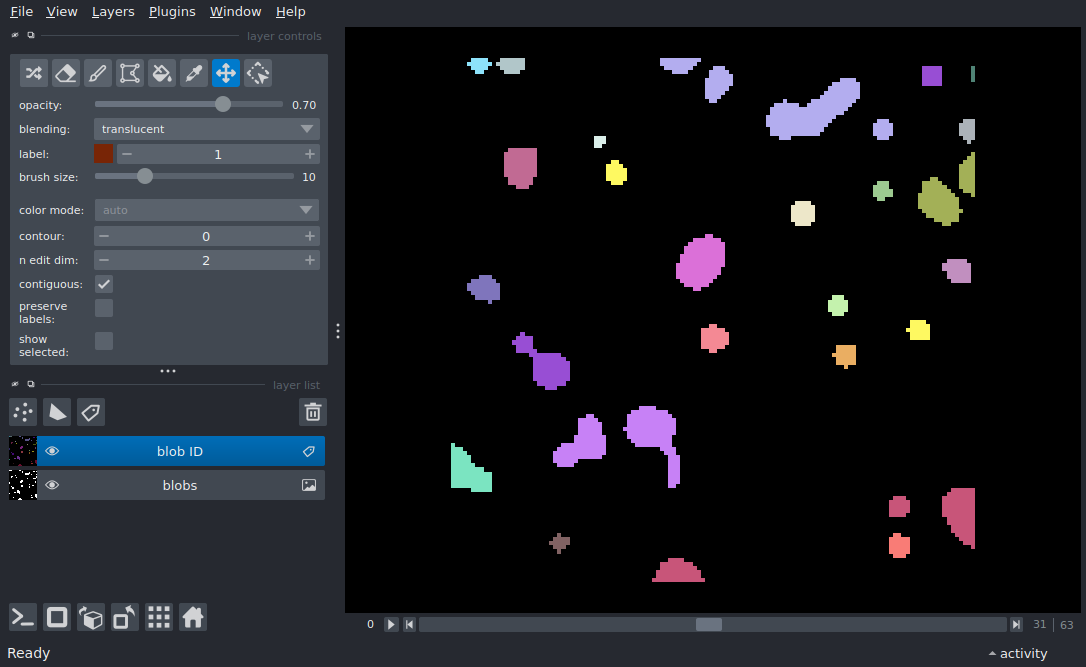 File View Layers Plugins Window Help
layer controls
opacity: 0.70
blending: translucent
label: 1
brush size: 10
color mode: auto
contour: 0
n edit dim: 2
contiguous:
preserve
labels:
show
selected:
layer list
blob ID
blobs
0 31 63
Ready activity